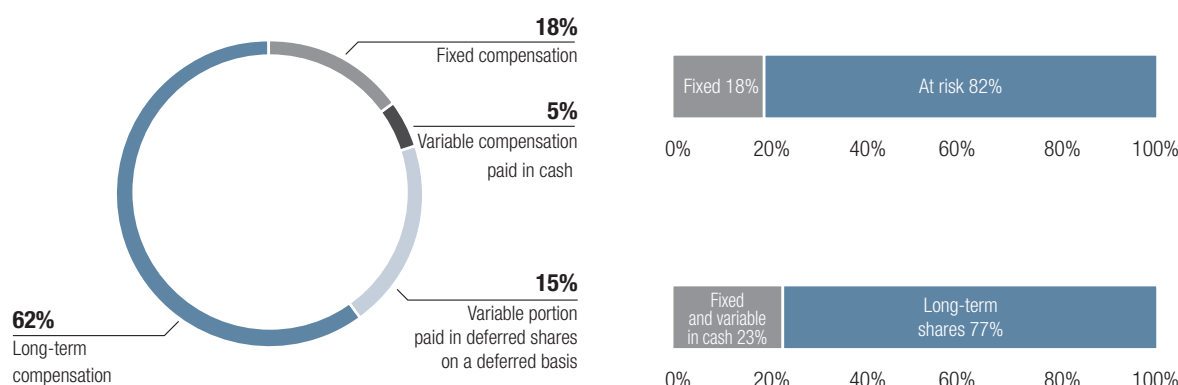 18%
Fixed compensation
5%
Variable compensation
paid in cash
15%
Variable portion
paid in deferred shares
on a deferred basis
62%
Long-term
compensation
Fixed 18%
At risk 82%
0% 20% 40% 60% 80% 100%
Fixed
and variable
in cash 23%
Long-term
shares 77%
0% 20% 40% 60% 80% 100%